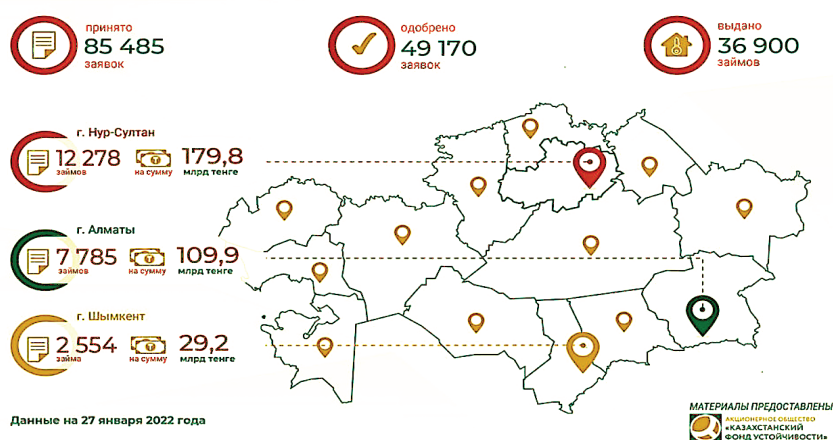 принято
85 485
заявок
одобрено
49 170
заявок
выдано
36 900
займов
г. Нур-Султан
12 278
займов
на сумму
179,8
млрд тенге
г. Алматы
7 785
займов
на сумму
109,9
млрд тенге
г. Шымкент
2 554
займа
на сумму
29,2
млрд тенге
Данные на 27 января 2022 года
МАТЕРИАЛЫ ПРЕДОСТАВЛЕНЫ
АКЦИОНЕРНОЕ ОБЩЕСТВО
«КАЗАХСТАНСКИЙ
ФОНД УСТОЙЧИВОСТИ»